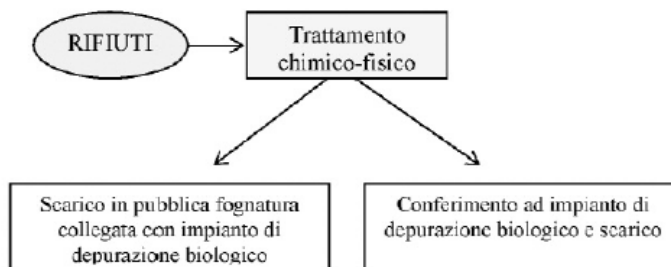 RIFIUTI
Trattamento
chimico-fisico
Scarico in pubblica fognatura
collegata con impianto di
depurazione biologico
Conferimento ad impianto di
depurazione biologico e scarico